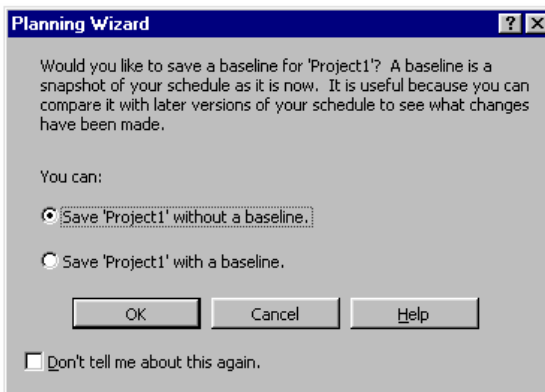 Planning Wizard
Would you like to save a baseline for 'Project1'? A baseline is a
snapshot of your schedule as it is now. It is useful because you can
compare it with later versions of your schedule to see what changes
have been made.
You can:
Save 'Project1' without a baseline.
Save 'Project1' with a baseline.
OK Cancel Help
Don't tell me about this again.